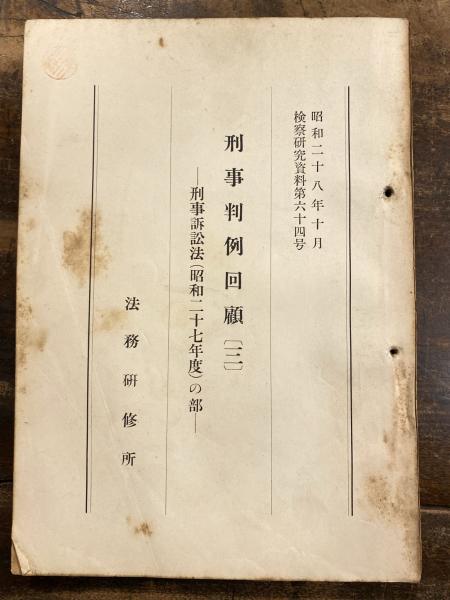 昭和二十八年十月
検察研究資料第六十四号
刑事判例回顧〔三〕
―刑事訴訟法(昭和二十七年度)の部―
法務研修所